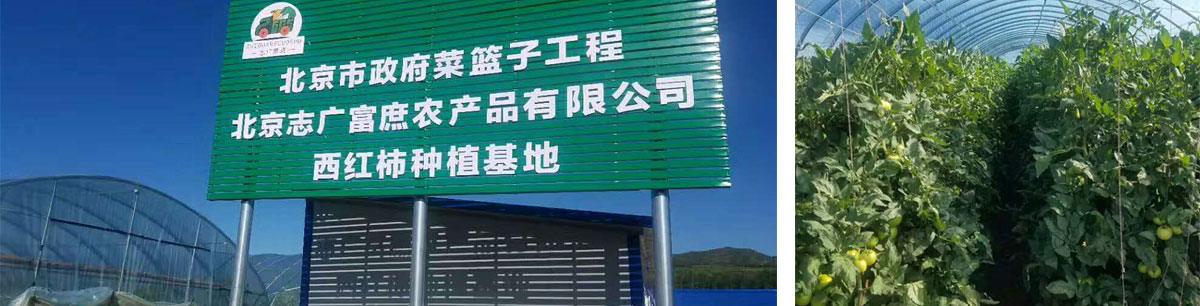 北京市政府菜篮子工程
北京志广富庶农产品有限公司
西红柿种植基地